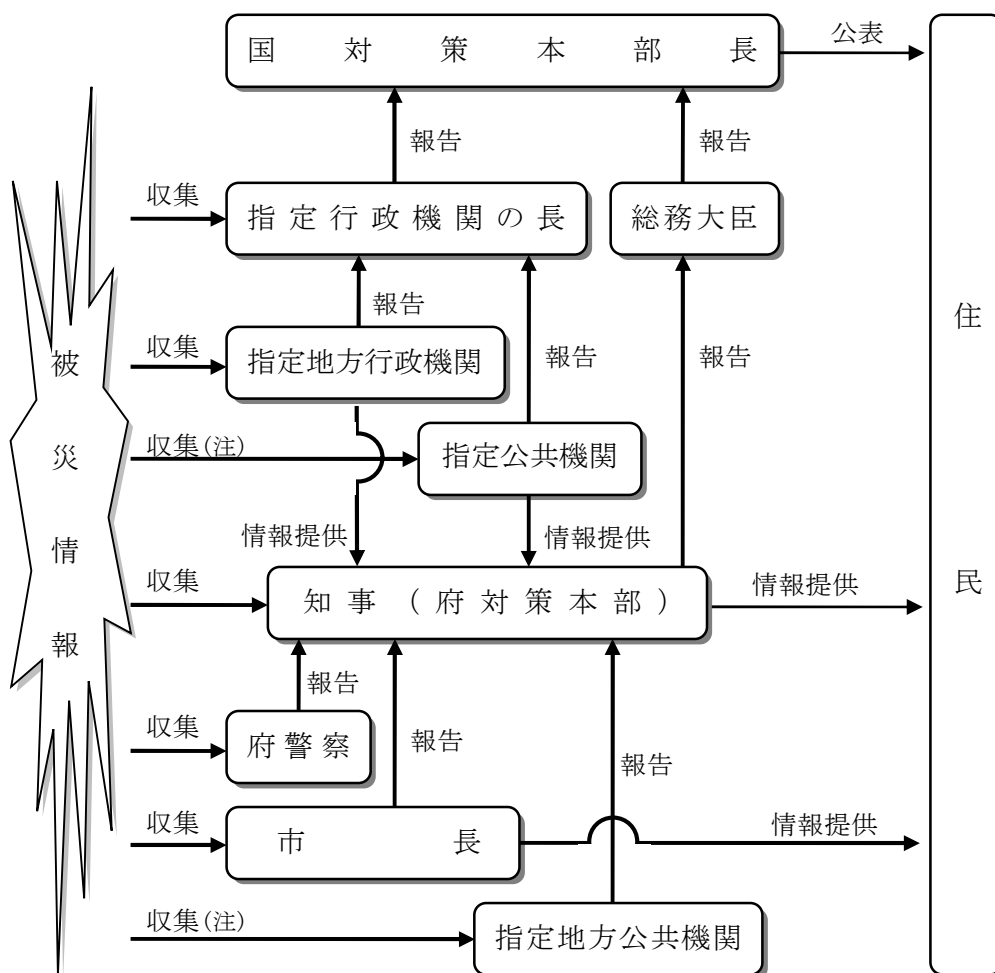 国対策本部長
公表
報告
報告
収集
指定行政機関の長
総務大臣
報告
住民
収集
指定地方行政機関
報告
報告
被災情報
収集(注)
指定公共機関
情報提供
情報提供
収集
知事(府対策本部)
情報提供
報告
収集
府警察
報告
報告
収集
市長
情報提供
収集(注)
指定地方公共機関